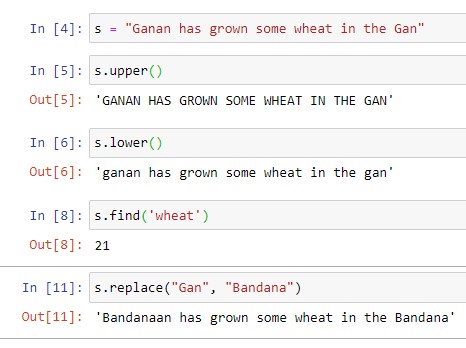 In [4]: s = "Ganan has grown some wheat in the Gan"
In [5]: s.upper()
Out[5]: 'GANAN HAS GROWN SOME WHEAT IN THE GAN'
In [6]: s.lower()
Out[6]: 'ganan has grown some wheat in the gan'
In [8]: s.find('wheat')
Out[8]: 21
In [11]: s.replace("Gan", "Bandana")
Out[11]: 'Bandanaan has grown some wheat in the Bandana'